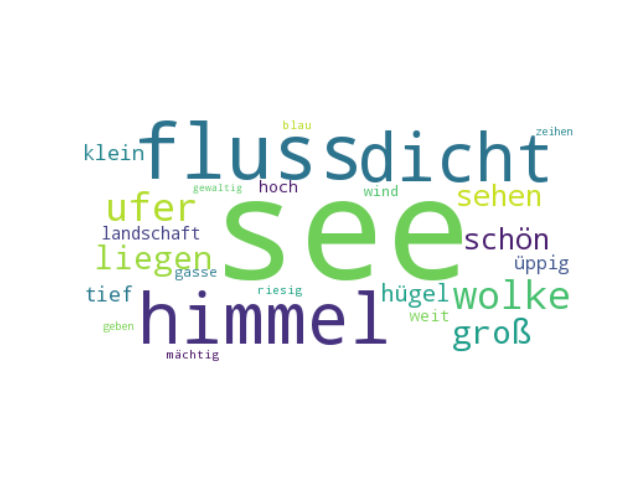 blau
zeihen
fluss
dicht
klein
gewaltig
hoch
wind
sehen
ufer
see
landschaft
schön
liegen
gasse
üppig
tief
riesig
hügel
wolke
himmel
weit
geben
groß
mächtig